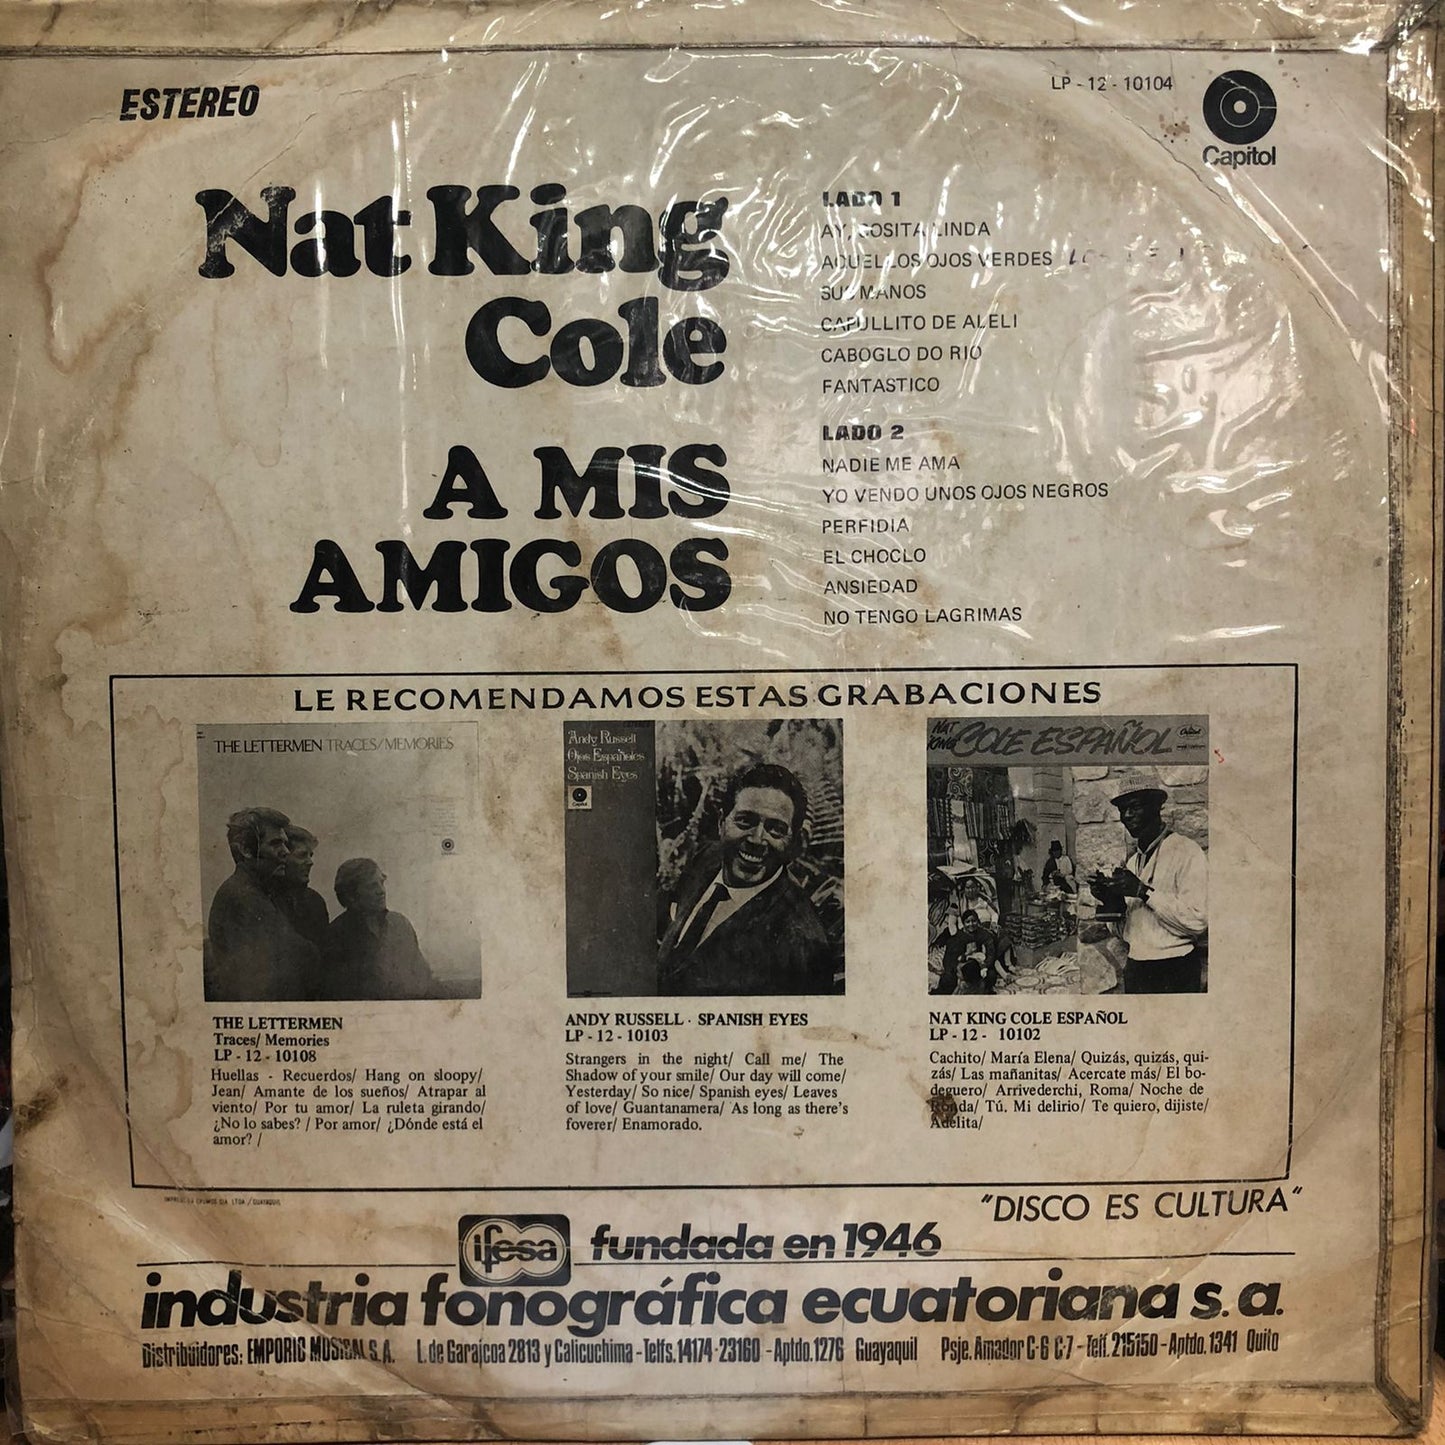 ESTEREO
LP - 12 - 10104
Capitol
Nat King
Cole
A MIS
AMIGOS
LADO 1
AY, COSITA LINDA
AQUELLOS OJOS VERDES
SUS MANOS
CAPULLITO DE ALELI
CABOGLO DO RIO
FANTASTICO
LADO 2
NADIE ME AMA
YO VENDO UNOS OJOS NEGROS
PERFIDIA
EL CHOCLO
ANSIEDAD
NO TENGO LAGRIMAS
LE RECOMENDAMOS ESTAS GRABACIONES
THE LETTERMEN TRACES/MEMORIES
THE LETTERMEN
Traces/ Memories
LP - 12 - 10108
Huellas - Recuerdos/ Hang on sloopy/
Jean/ Amante de los sueños/ Atrapar al
viento/ Por tu amor/ La ruleta girando/
¿No lo sabes? / Por amor/ ¿Dónde está el
amor? /
Andy Russell
Ojos Españoles
Spanish Eyes
Capitol
ANDY RUSSELL · SPANISH EYES
LP - 12 - 10103
Strangers in the night/ Call me/ The
Shadow of your smile/ Our day will come/
Yesterday/ So nice/ Spanish eyes/ Leaves
of love/ Guantanamera/ As long as there's
foverer/ Enamorado.
NAT KING COLE ESPAÑOL
Capitol
NAT KING COLE ESPAÑOL
LP - 12 - 10102
Cachito/ María Elena/ Quizás, quizás, qui-
zás/ Las mañanitas/ Acercate más/ El bo-
deguero/ Arrivederchi, Roma/ Noche de
Ronda/ Tú. Mi delirio/ Te quiero, dijiste/
Adelita/
"DISCO ES CULTURA"
ifesa fundada en 1946
industria fonográfica ecuatoriana s.a.
Distribuidores: EMPORIO MUSICAL S.A. L. de Garaicoa 2813 y Calicuchima - Telfs. 14174-23160 - Aptdo. 1276 Guayaquil Psje. Amador C-6 C-7 - Telf. 215150 - Aptdo. 1341 Quito